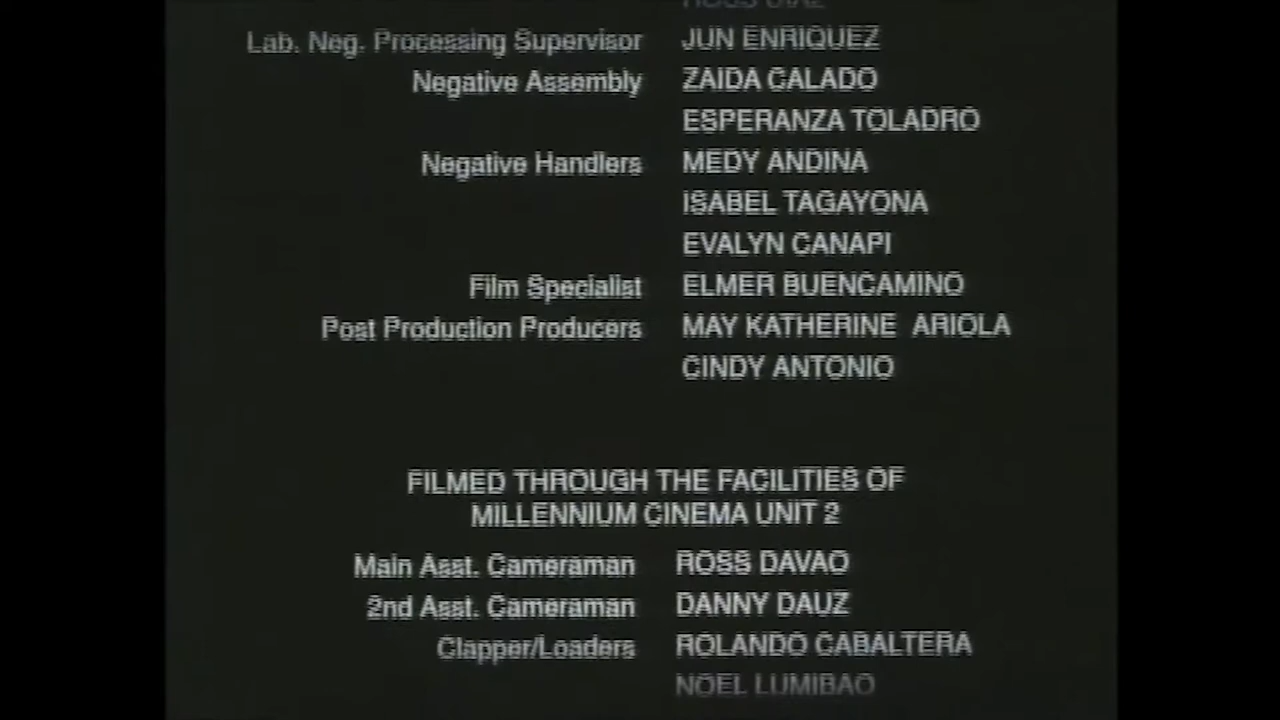 Lab. Neg. Processing Supervisor JUN ENRIQUEZ
Negative Assembly ZAIDA CALADO
ESPERANZA TOLADRO
Negative Handlers MEDY ANDINA
ISABEL TAGAYONA
EVALYN CANAPI
Film Specialist ELMER BUENCAMINO
Post Production Producers MAY KATHERINE ARIOLA
CINDY ANTONIO
FILMED THROUGH THE FACILITIES OF
MILLENNIUM CINEMA UNIT 2
Main Asst. Cameraman ROSS DAVAO
2nd Asst. Cameraman DANNY DAUZ
Clapper/Loaders ROLANDO CABALTERA
NOEL LUMIBAO